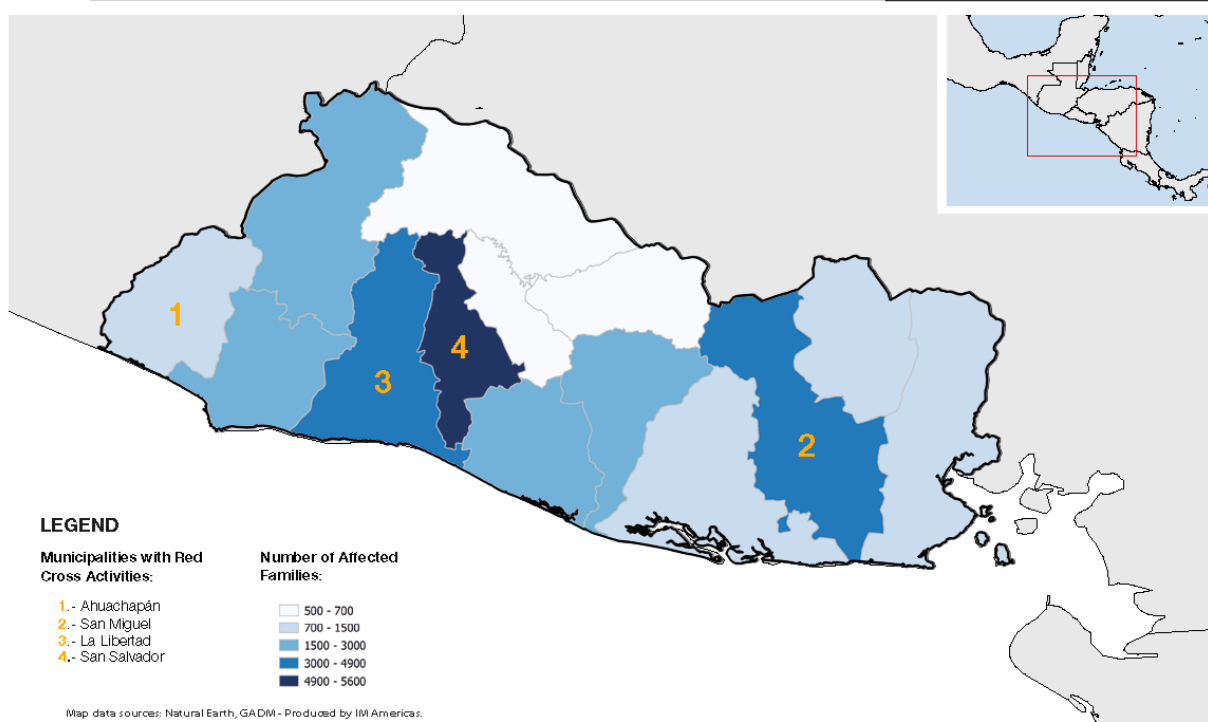 1
4
3
2
LEGEND
Municipalities with Red
Cross Activities:
1.- Ahuachapán
2.- San Miguel
3.- La Libertad
4.- San Salvador
Number of Affected
Families:
500 - 700
700 - 1500
1500 - 3000
3000 - 4900
4900 - 5600
Map data sources: Natural Earth, GADM - Produced by IM Americas.